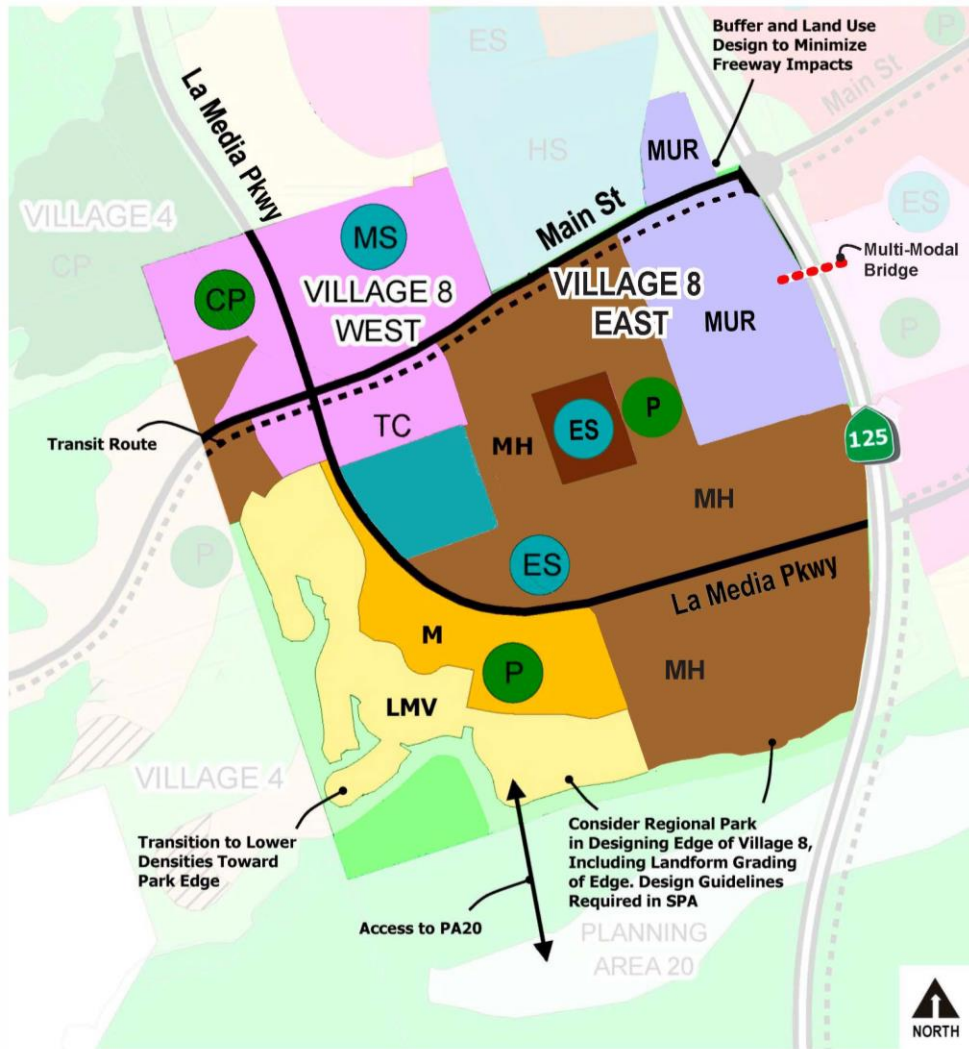 Buffer and Land Use
Design to Minimize
Freeway Impacts
P
ES
Main St
La Media Pkwy
HS
MUR
VILLAGE 4
CP
MS
Main St
ES
CP
VILLAGE 8
WEST
VILLAGE 8
EAST
Multi-Modal
Bridge
MUR
P
Transit Route
TC
ES
P
125
MH
MH
P
ES
La Media Pkwy
M
P
MH
LMV
VILLAGE 4
Transition to Lower
Densities Toward
Park Edge
Consider Regional Park
in Designing Edge of Village 8,
Including Landform Grading
of Edge. Design Guidelines
Required in SPA
Access to PA20
PLANNING
AREA 20
NORTH